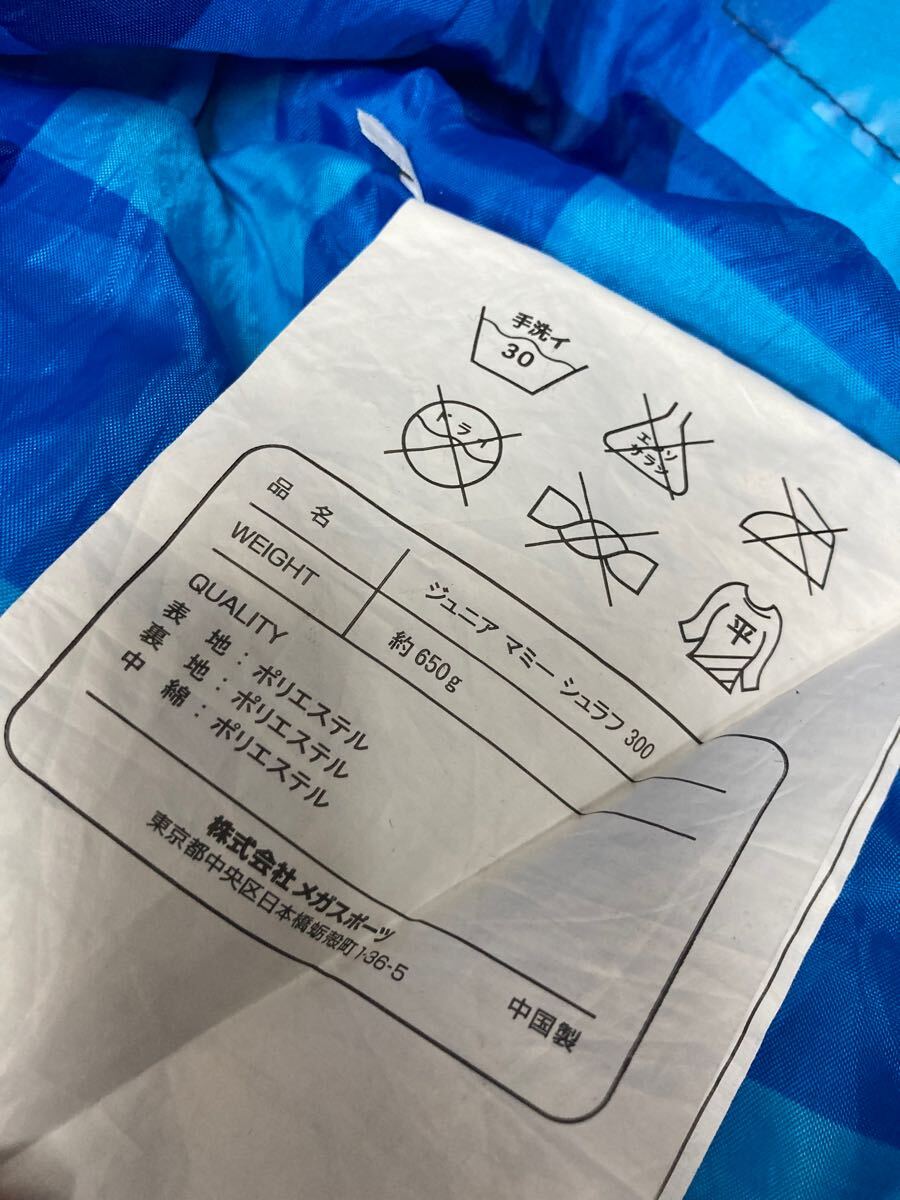 手洗イ
30
ドライ
エンソ
サラシ
平
品名 ジュニア マミー シュラフ 300
WEIGHT 約 650g
QUALITY
表地：ポリエステル
裏地：ポリエステル
中綿：ポリエステル
株式会社 メガスポーツ
東京都中央区日本橋蛎殻町1-36-5
中国製